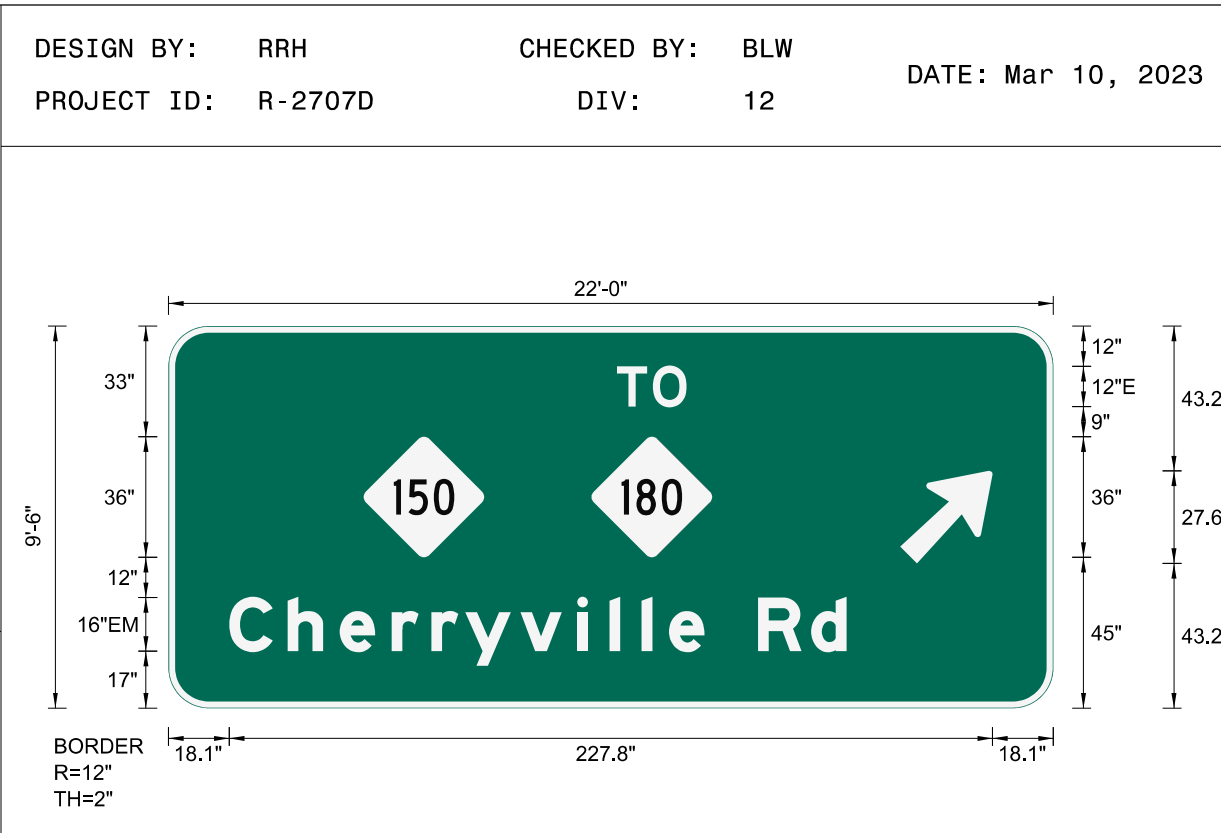 DESIGN BY: RRH CHECKED BY: BLW DATE: Mar 10, 2023
PROJECT ID: R-2707D DIV: 12
22'-0"
9'-6"
33"
36"
12"
16"EM
17"
TO
150 180
Cherryville Rd
12"
12"E
9"
36"
45"
43.2
27.6
43.2
18.1" 227.8" 18.1"
BORDER
R=12"
TH=2"